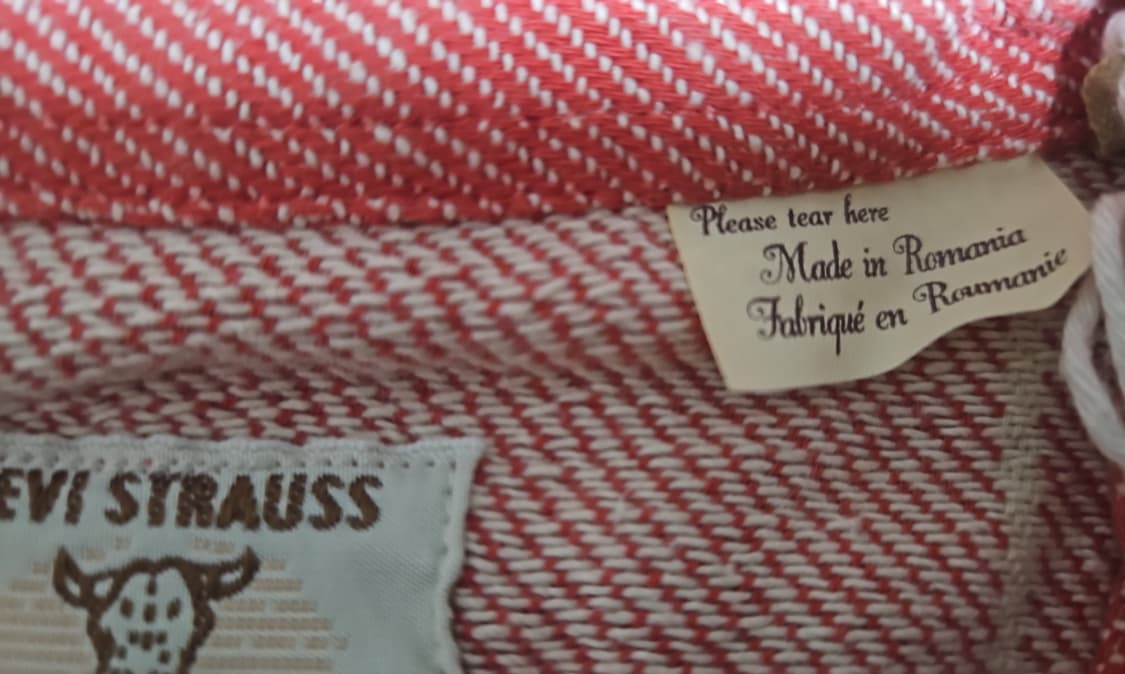 Please tear here
Made in Romania
Fabriqué en Roumanie
EVI STRAUSS